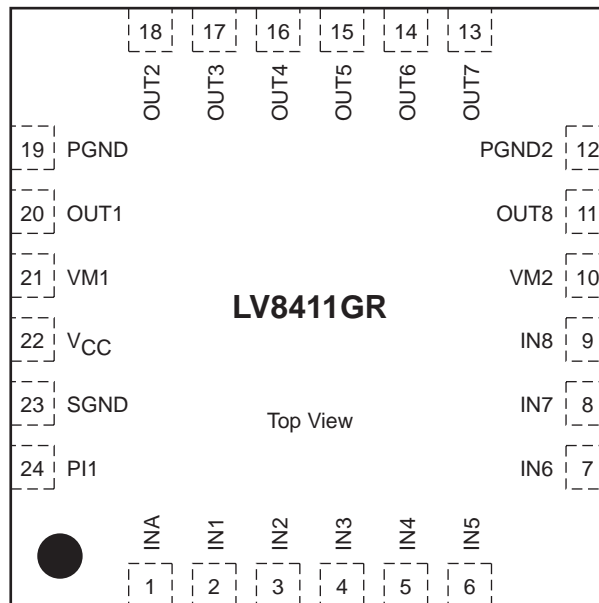 18 17 16 15 14 13
OUT2 OUT3 OUT4 OUT5 OUT6 OUT7
19 PGND PGND2 12
20 OUT1 OUT8 11
21 VM1 VM2 10
LV8411GR
22 VCC IN8 9
23 SGND IN7 8
Top View
24 PI1 IN6 7
INA IN1 IN2 IN3 IN4 IN5
1 2 3 4 5 6